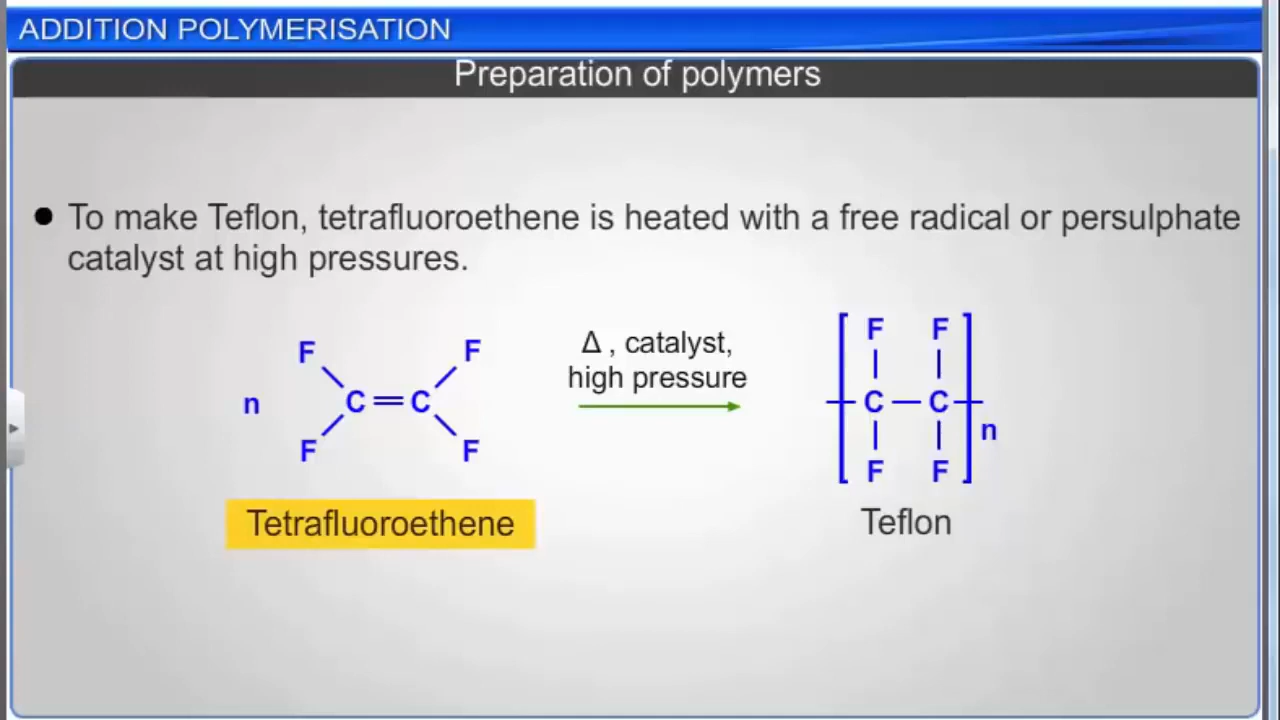 ADDITION POLYMERISATION
Preparation of polymers
● To make Teflon, tetrafluoroethene is heated with a free radical or persulphate
catalyst at high pressures.
F F
n C = C
F F
Δ , catalyst,
high pressure
F F
C — C
n
F F
Tetrafluoroethene
Teflon